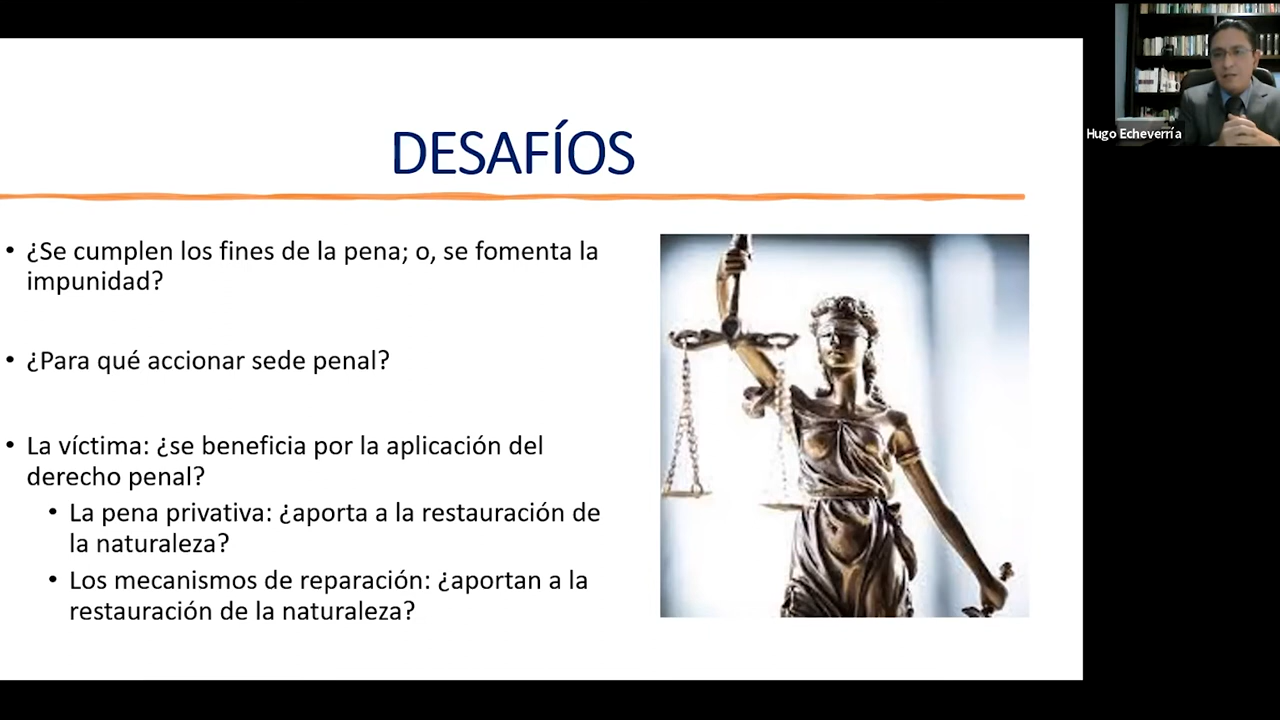 DESAFÍOS
• ¿Se cumplen los fines de la pena; o, se fomenta la
impunidad?
• ¿Para qué accionar sede penal?
• La víctima: ¿se beneficia por la aplicación del
derecho penal?
• La pena privativa: ¿aporta a la restauración de
la naturaleza?
• Los mecanismos de reparación: ¿aportan a la
restauración de la naturaleza?
Hugo Echeverría